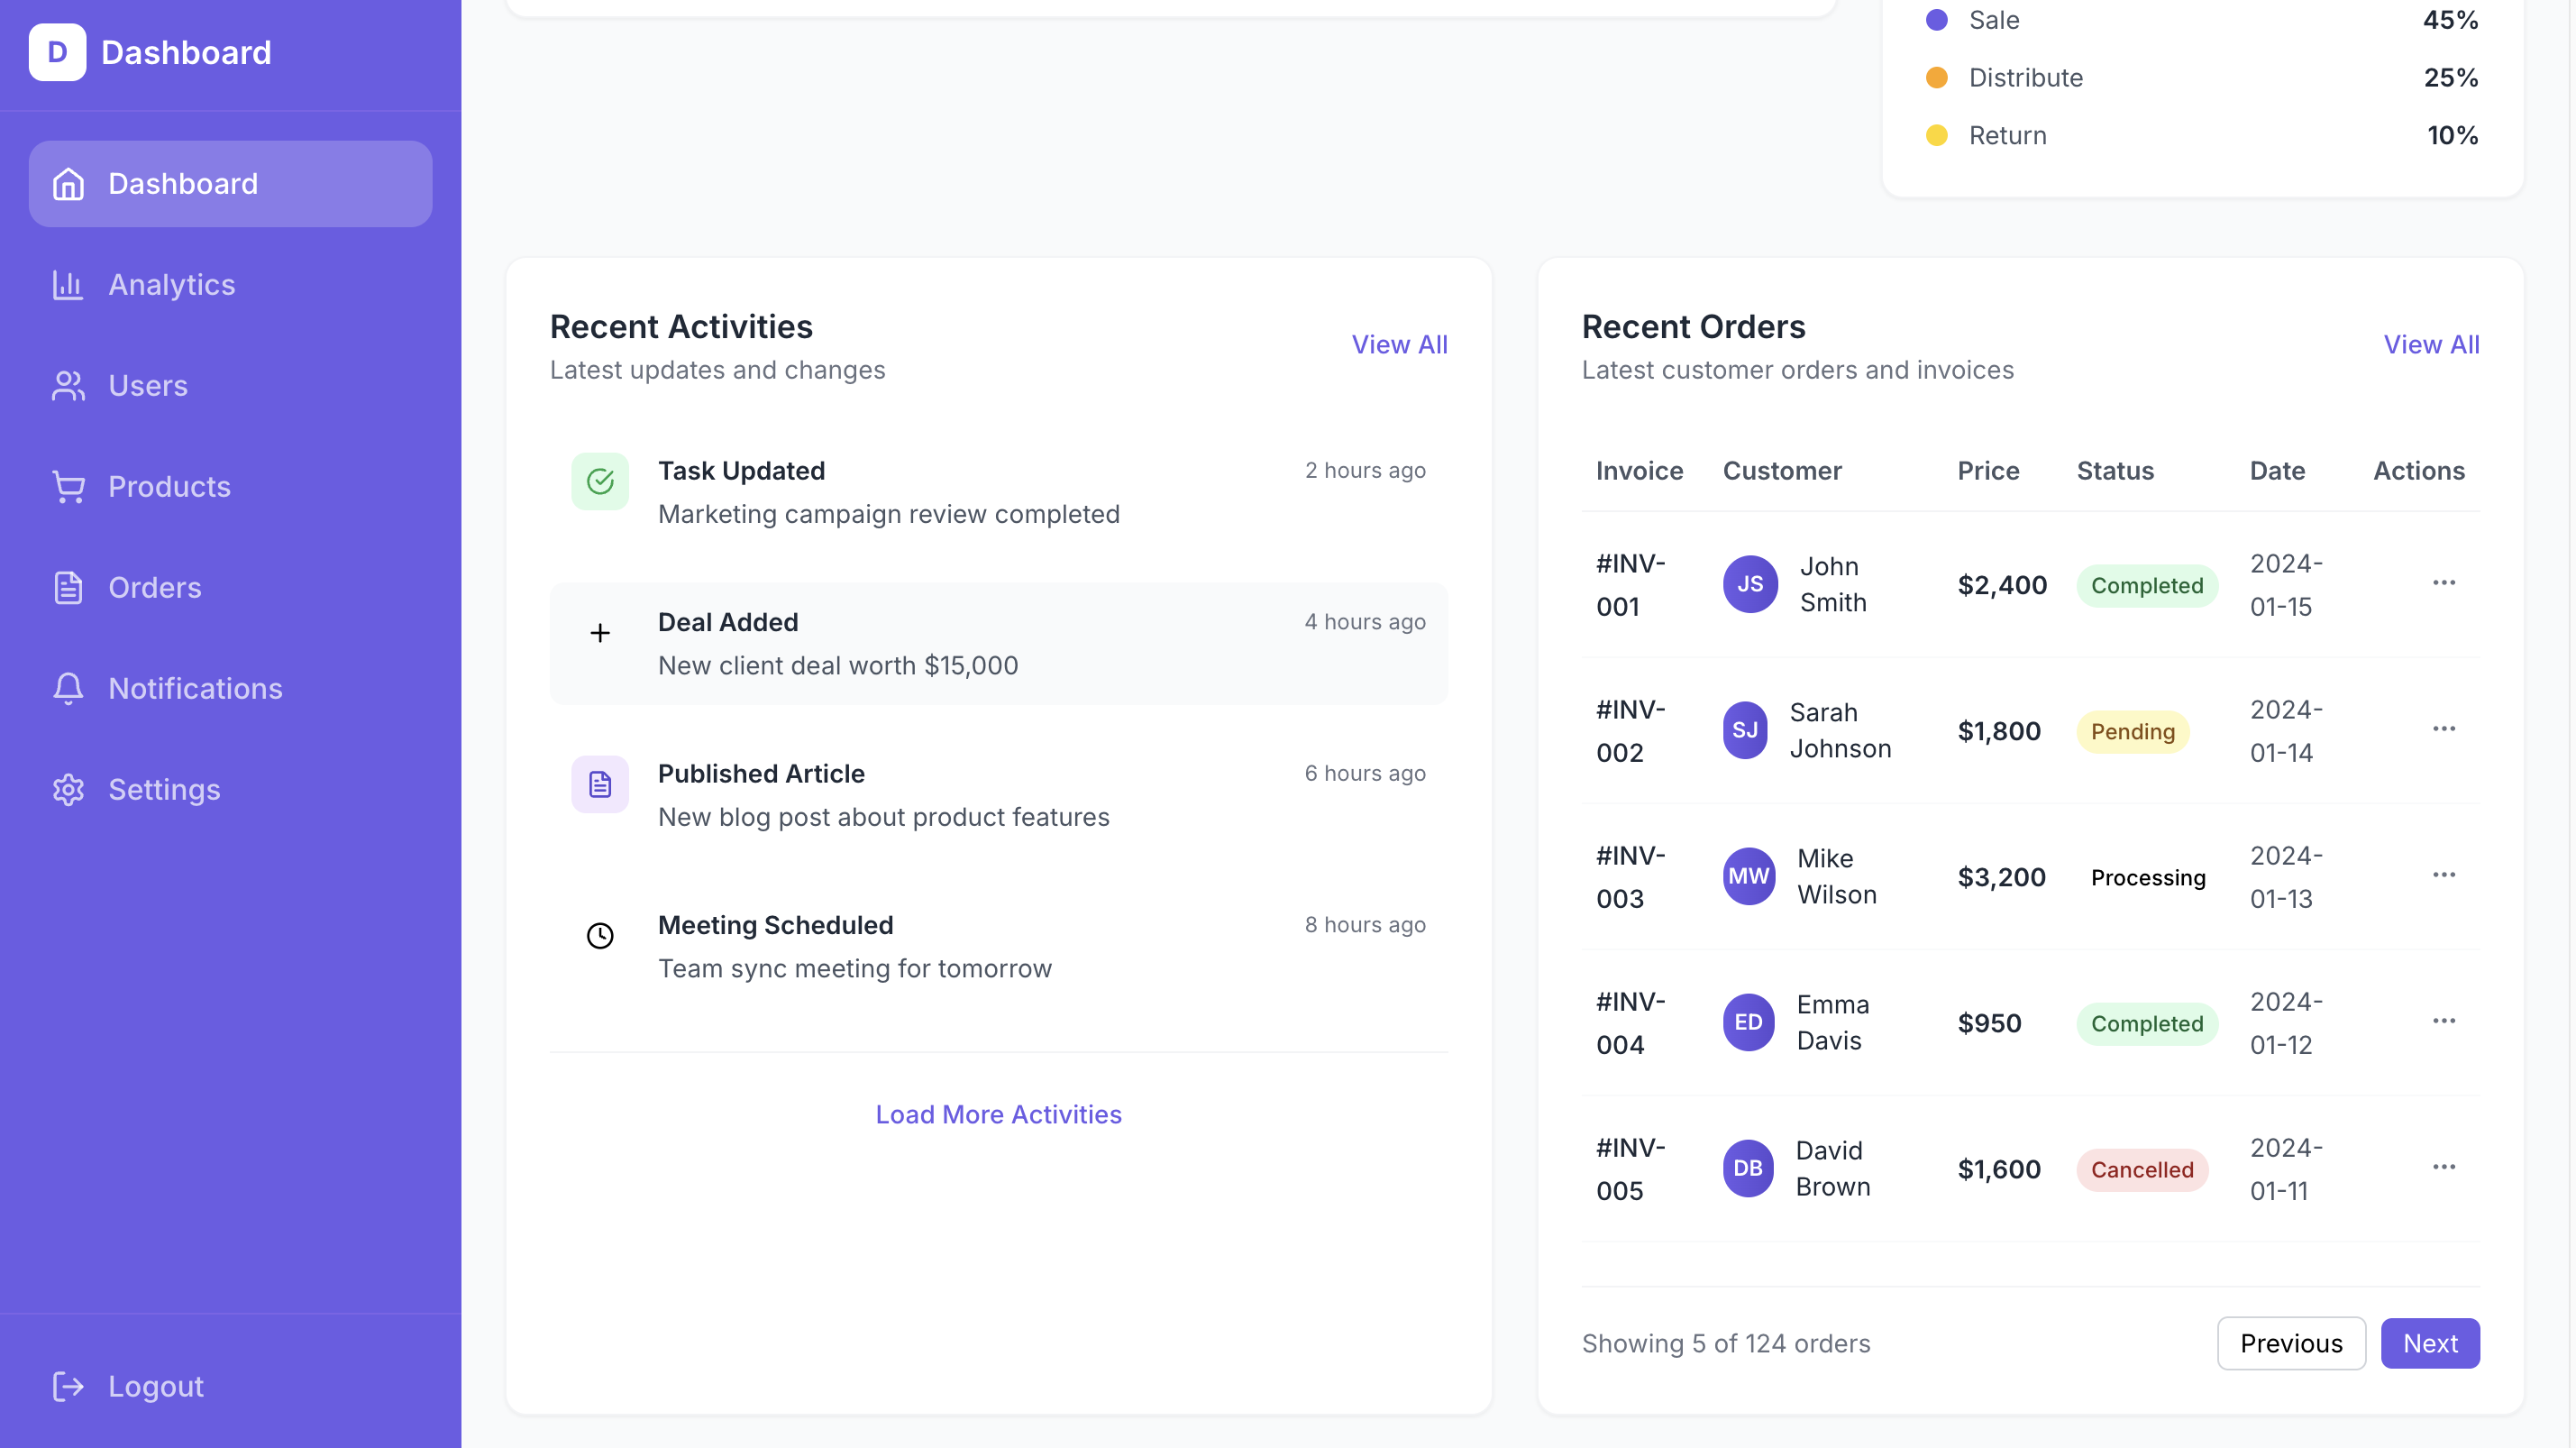 D Dashboard
Dashboard
Analytics
Users
Products
Orders
Notifications
Settings
Logout
Sale 45%
Distribute 25%
Return 10%
Recent Activities
Latest updates and changes
View All
Task Updated 2 hours ago
Marketing campaign review completed
Deal Added 4 hours ago
New client deal worth $15,000
Published Article 6 hours ago
New blog post about product features
Meeting Scheduled 8 hours ago
Team sync meeting for tomorrow
Load More Activities
Recent Orders
Latest customer orders and invoices
View All
Invoice Customer Price Status Date Actions
#INV-
001
JS
John
Smith
$2,400
Completed
2024-
01-15
#INV-
002
SJ
Sarah
Johnson
$1,800
Pending
2024-
01-14
#INV-
003
MW
Mike
Wilson
$3,200
Processing
2024-
01-13
#INV-
004
ED
Emma
Davis
$950
Completed
2024-
01-12
#INV-
005
DB
David
Brown
$1,600
Cancelled
2024-
01-11
Showing 5 of 124 orders
Previous
Next